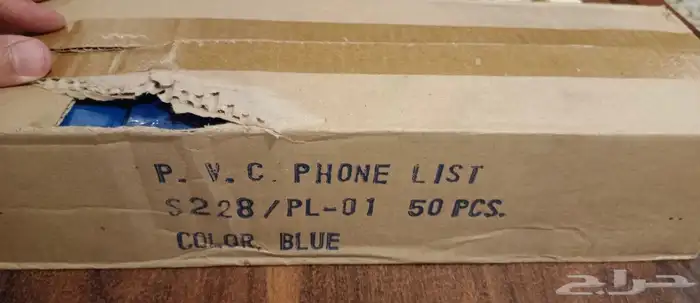 P. V. C. PHONE LIST
S228/PL-01 50 PCS.
COLOR. BLUE
حراج